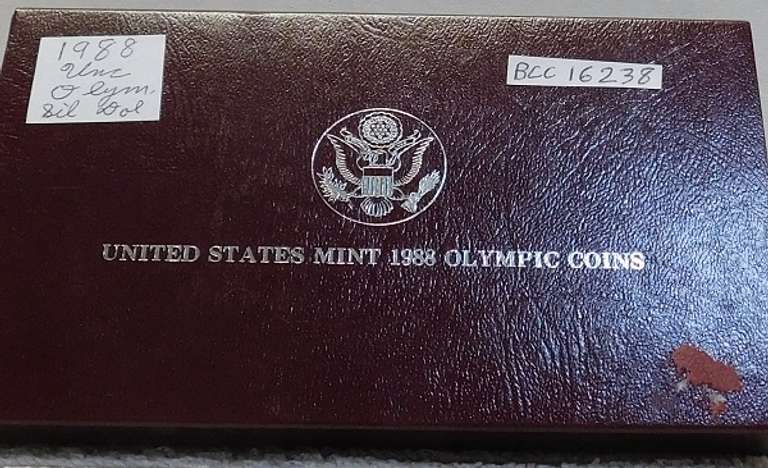 1988
Unc
Olym.
Sil Dol
BCC 16238
UNITED STATES MINT 1988 OLYMPIC COINS